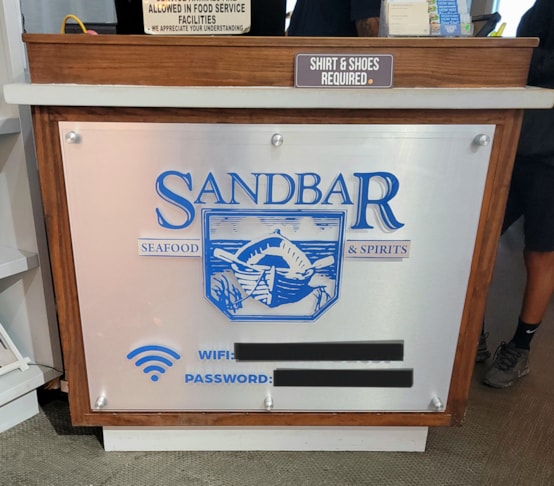 ALLOWED IN FOOD SERVICE
FACILITIES
WE APPRECIATE YOUR UNDERSTANDING
SHIRT & SHOES
REQUIRED
SANDBAR
SEAFOOD & SPIRITS
WIFI:
PASSWORD: